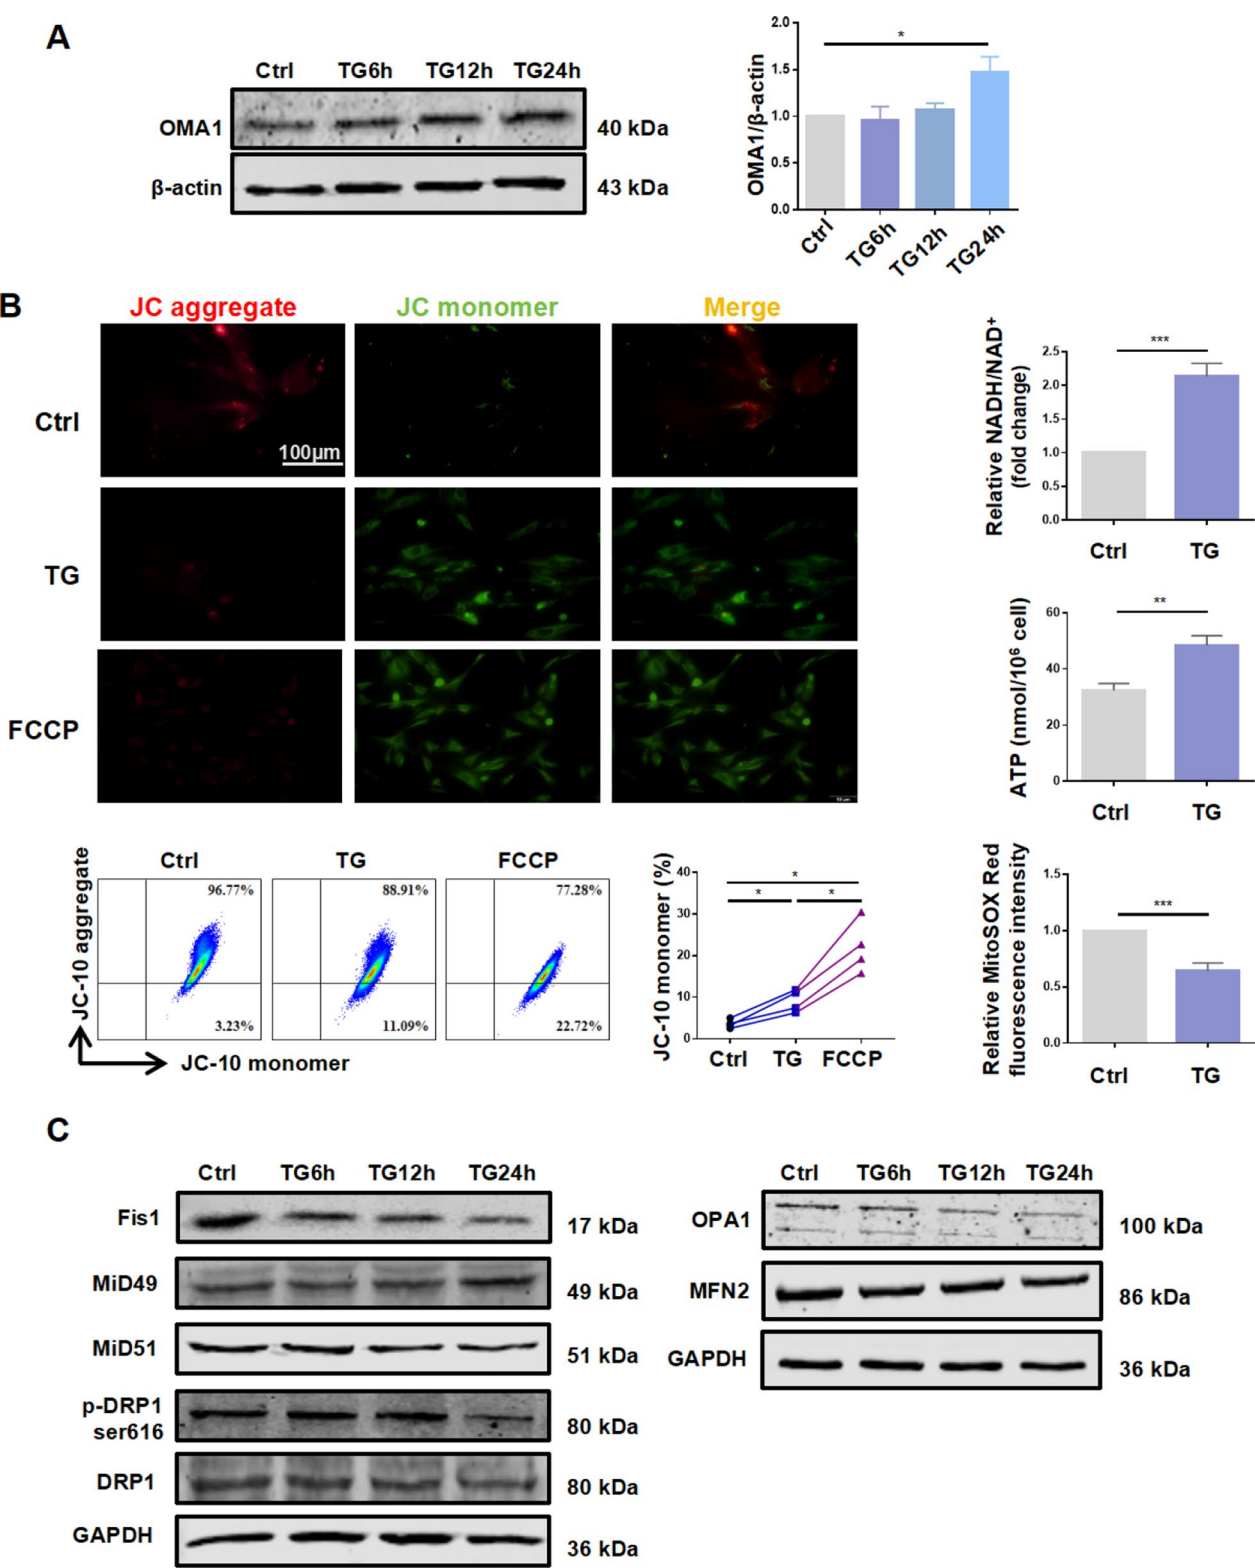 A
Ctrl TG6h TG12h TG24h
OMA1 40 kDa
β-actin 43 kDa
OMA1/β-actin
2.0
1.5
1.0
0.5
0.0
*
Ctrl TG6h TG12h TG24h
B
JC aggregate JC monomer Merge
Ctrl
100μm
TG
FCCP
Relative NADH/NAD⁺
(fold change)
2.5
2.0
1.5
1.0
0.5
0.0
***
Ctrl TG
ATP (nmol/10⁶ cell)
60
40
20
0
**
Ctrl TG
JC-10 aggregate
Ctrl TG FCCP
96.77% 88.91% 77.28%
3.23% 11.09% 22.72%
JC-10 monomer
JC-10 monomer (%)
40
30
20
10
0
*
* *
Ctrl TG FCCP
Relative MitoSOX Red
fluorescence intensity
1.5
1.0
0.5
0.0
***
Ctrl TG
C
Ctrl TG6h TG12h TG24h
Fis1 17 kDa
MiD49 49 kDa
MiD51 51 kDa
p-DRP1
ser616 80 kDa
DRP1 80 kDa
GAPDH 36 kDa
Ctrl TG6h TG12h TG24h
OPA1 100 kDa
MFN2 86 kDa
GAPDH 36 kDa